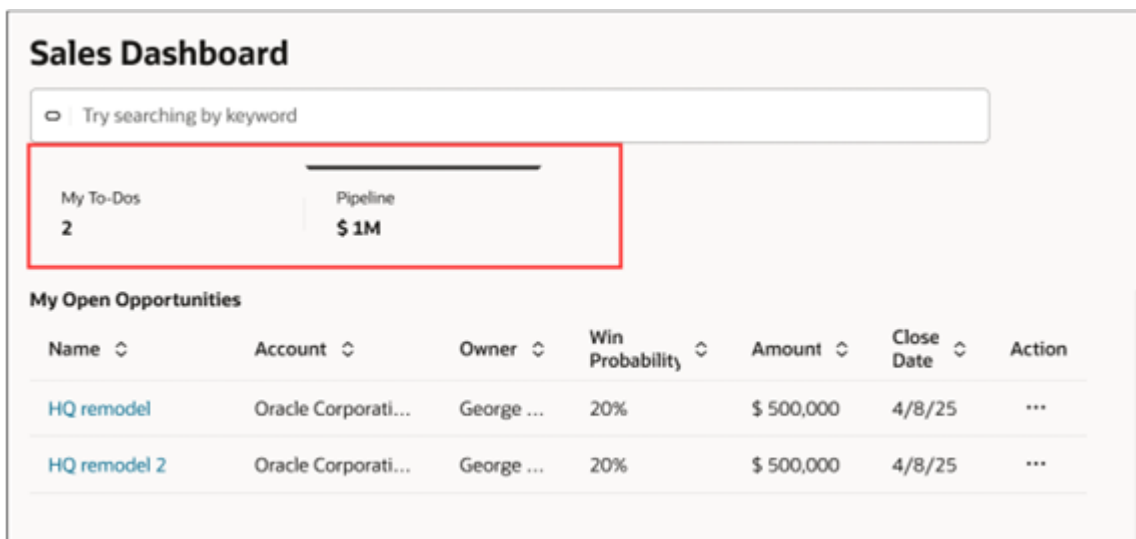 Sales Dashboard
Try searching by keyword
My To-Dos Pipeline
2 $ 1M
My Open Opportunities
Name Account Owner Win Probability Amount Close Date Action
HQ remodel Oracle Corporati... George ... 20% $ 500,000 4/8/25 ...
HQ remodel 2 Oracle Corporati... George ... 20% $ 500,000 4/8/25 ...